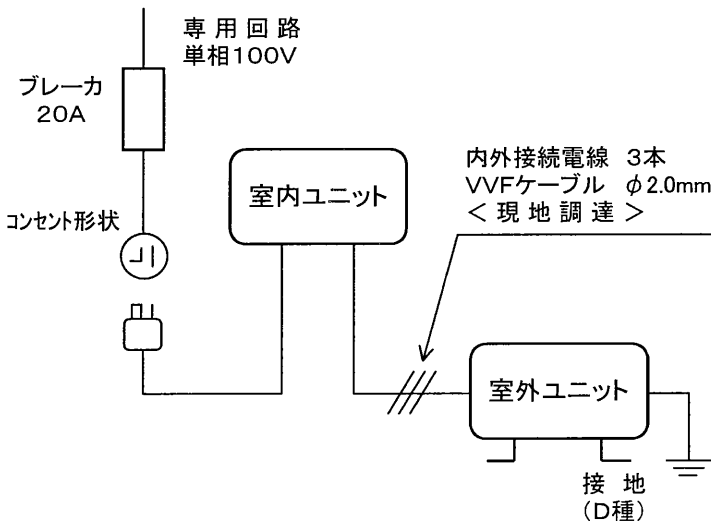 専用回路
単相100V
ブレーカ
20A
コンセント形状
室内ユニット
内外接続電線 3本
VVFケーブル φ2.0mm
<現地調達>
室外ユニット
接地
(D種)